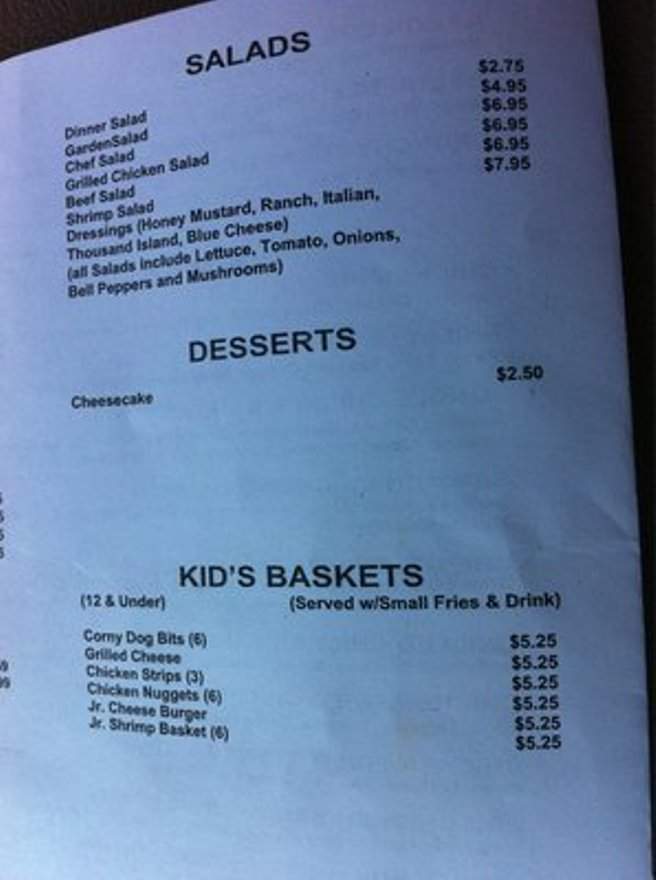 SALADS
Dinner Salad $2.75
GardenSalad $4.95
Chef Salad $6.95
Grilled Chicken Salad $6.95
Beef Salad $6.95
Shrimp Salad $7.95
Dressings (Honey Mustard, Ranch, Italian,
Thousand Island, Blue Cheese)
(all Salads include Lettuce, Tomato, Onions,
Bell Peppers and Mushrooms)
DESSERTS
Cheesecake $2.50
KID'S BASKETS
(12 & Under) (Served w/Small Fries & Drink)
Corny Dog Bits (6) $5.25
Grilled Cheese $5.25
Chicken Strips (3) $5.25
Chicken Nuggets (6) $5.25
Jr. Cheese Burger $5.25
Jr. Shrimp Basket (6) $5.25